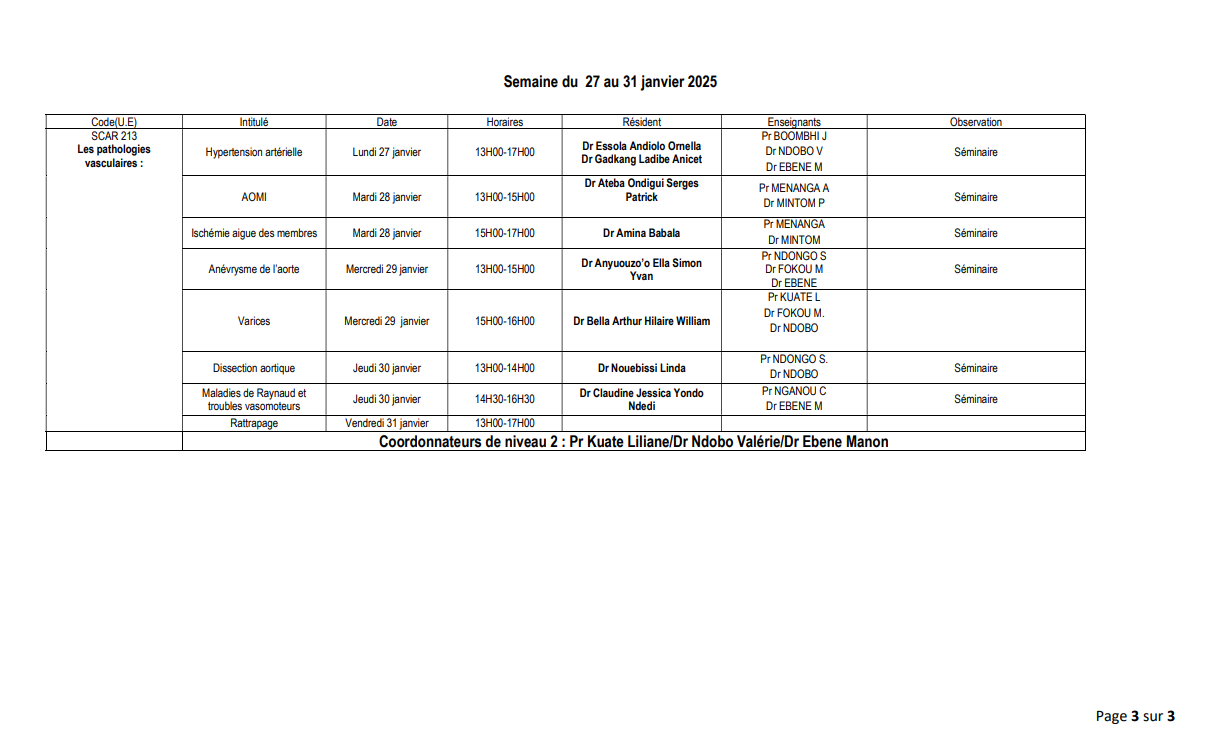 Semaine du  27 au 31 janvier 2025
Code(U.E) Intitulé Date Horaires Résident Enseignants Observation
SCAR 213
Les pathologies
vasculaires :
Hypertension artérielle Lundi 27 janvier 13H00-17H00
Dr Essola Andiolo Ornella
Dr Gadkang Ladibe Anicet
Pr BOOMBHI J
Dr NDOBO V
Dr EBENE M
Séminaire
AOMI Mardi 28 janvier 13H00-15H00
Dr Ateba Ondigui Serges
Patrick
Pr MENANGA A
Dr MINTOM P
Séminaire
Ischémie aigue des membres Mardi 28 janvier 15H00-17H00 Dr Amina Babala
Pr MENANGA
Dr MINTOM
Séminaire
Anévrysme de l'aorte Mercredi 29 janvier 13H00-15H00
Dr Anyuouzo'o Ella Simon
Yvan
Pr NDONGO S
Dr FOKOU M
Dr EBENE
Séminaire
Varices Mercredi 29  janvier 15H00-16H00 Dr Bella Arthur Hilaire William
Pr KUATE L
Dr FOKOU M.
Dr NDOBO
Dissection aortique Jeudi 30 janvier 13H00-14H00 Dr Nouebissi Linda
Pr NDONGO S.
Dr NDOBO
Séminaire
Maladies de Raynaud et
troubles vasomoteurs
Jeudi 30 janvier 14H30-16H30
Dr Claudine Jessica Yondo
Ndedi
Pr NGANOU C
Dr EBENE M
Séminaire
Rattrapage Vendredi 31 janvier 13H00-17H00
Coordonnateurs de niveau 2 : Pr Kuate Liliane/Dr Ndobo Valérie/Dr Ebene Manon
Page 3 sur 3